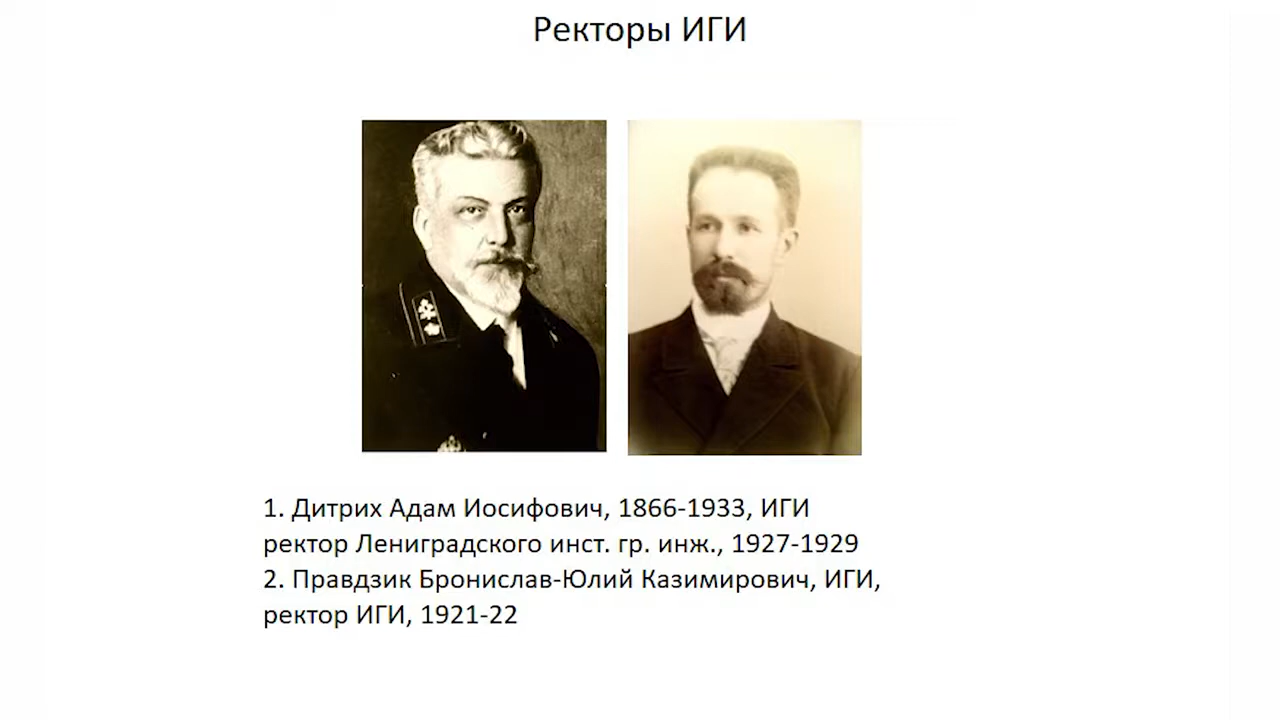 Ректоры ИГИ
1. Дитрих Адам Иосифович, 1866-1933, ИГИ
ректор Лениградского инст. гр. инж., 1927-1929
2. Правдзик Бронислав-Юлий Казимирович, ИГИ,
ректор ИГИ, 1921-22